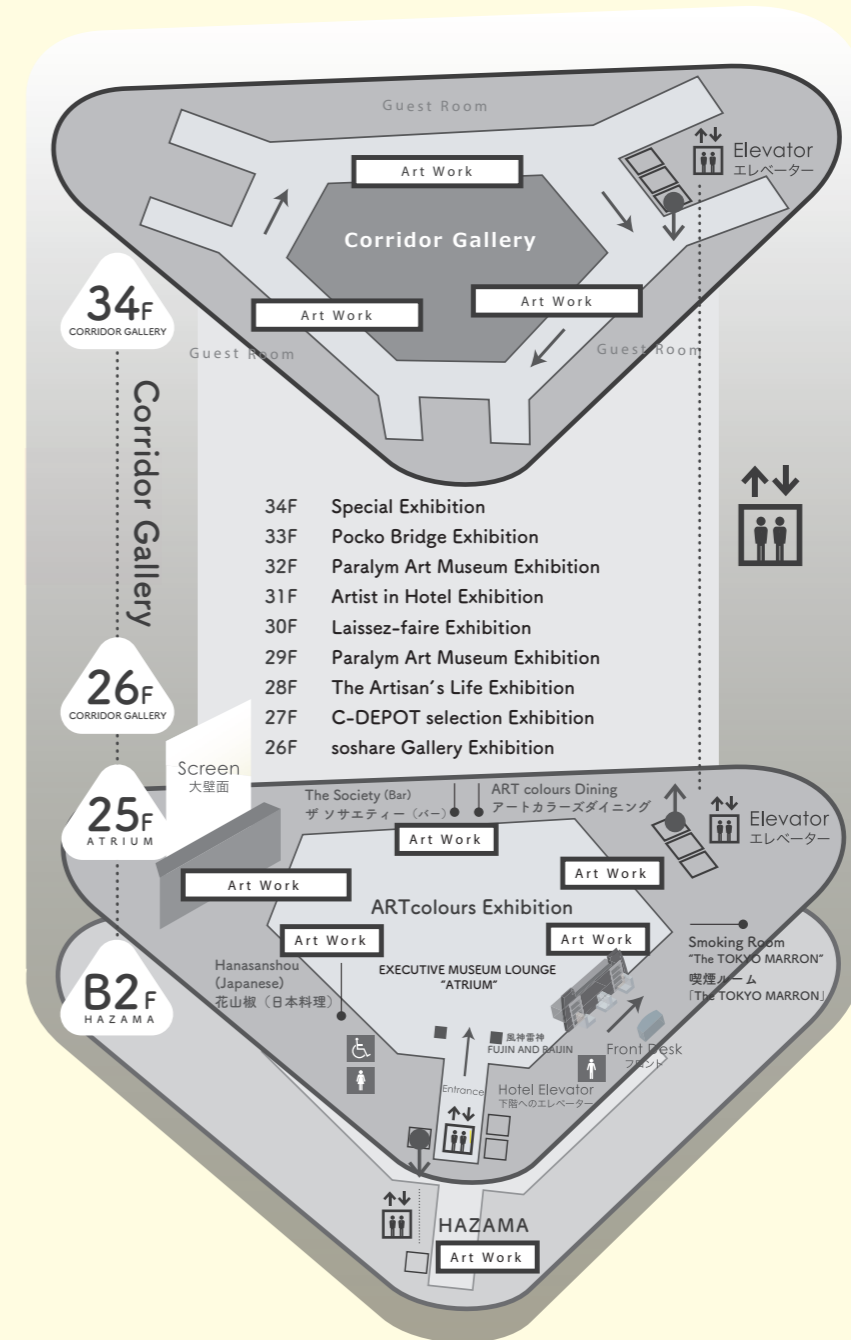 Guest Room
Elevator
エレベーター
Art Work
Corridor Gallery
Art Work
Art Work
34F
CORRIDOR GALLERY
Guest Room
Guest Room
Corridor Gallery
34F Special Exhibition
33F Pocko Bridge Exhibition
32F Paralym Art Museum Exhibition
31F Artist in Hotel Exhibition
30F Laissez-faire Exhibition
29F Paralym Art Museum Exhibition
28F The Artisan´s Life Exhibition
27F C-DEPOT selection Exhibition
26F soshare Gallery Exhibition
26F
CORRIDOR GALLERY
Screen
大壁面
25F
ATRIUM
The Society (Bar)
ザ ソサエティー（バー）
ART colours Dining
アートカラーズダイニング
Elevator
エレベーター
Art Work
Art Work
Art Work
ARTcolours Exhibition
Art Work
Art Work
Smoking Room
"The TOKYO MARRON"
喫煙ルーム
「The TOKYO MARRON」
Hanasanshou
(Japanese)
花山椒（日本料理）
EXECUTIVE MUSEUM LOUNGE
"ATRIUM"
B2F
HAZAMA
風神雷神
FUJIN AND RAIJIN
Front Desk
フロント
Entrance
Hotel Elevator
下階へのエレベーター
HAZAMA
Art Work